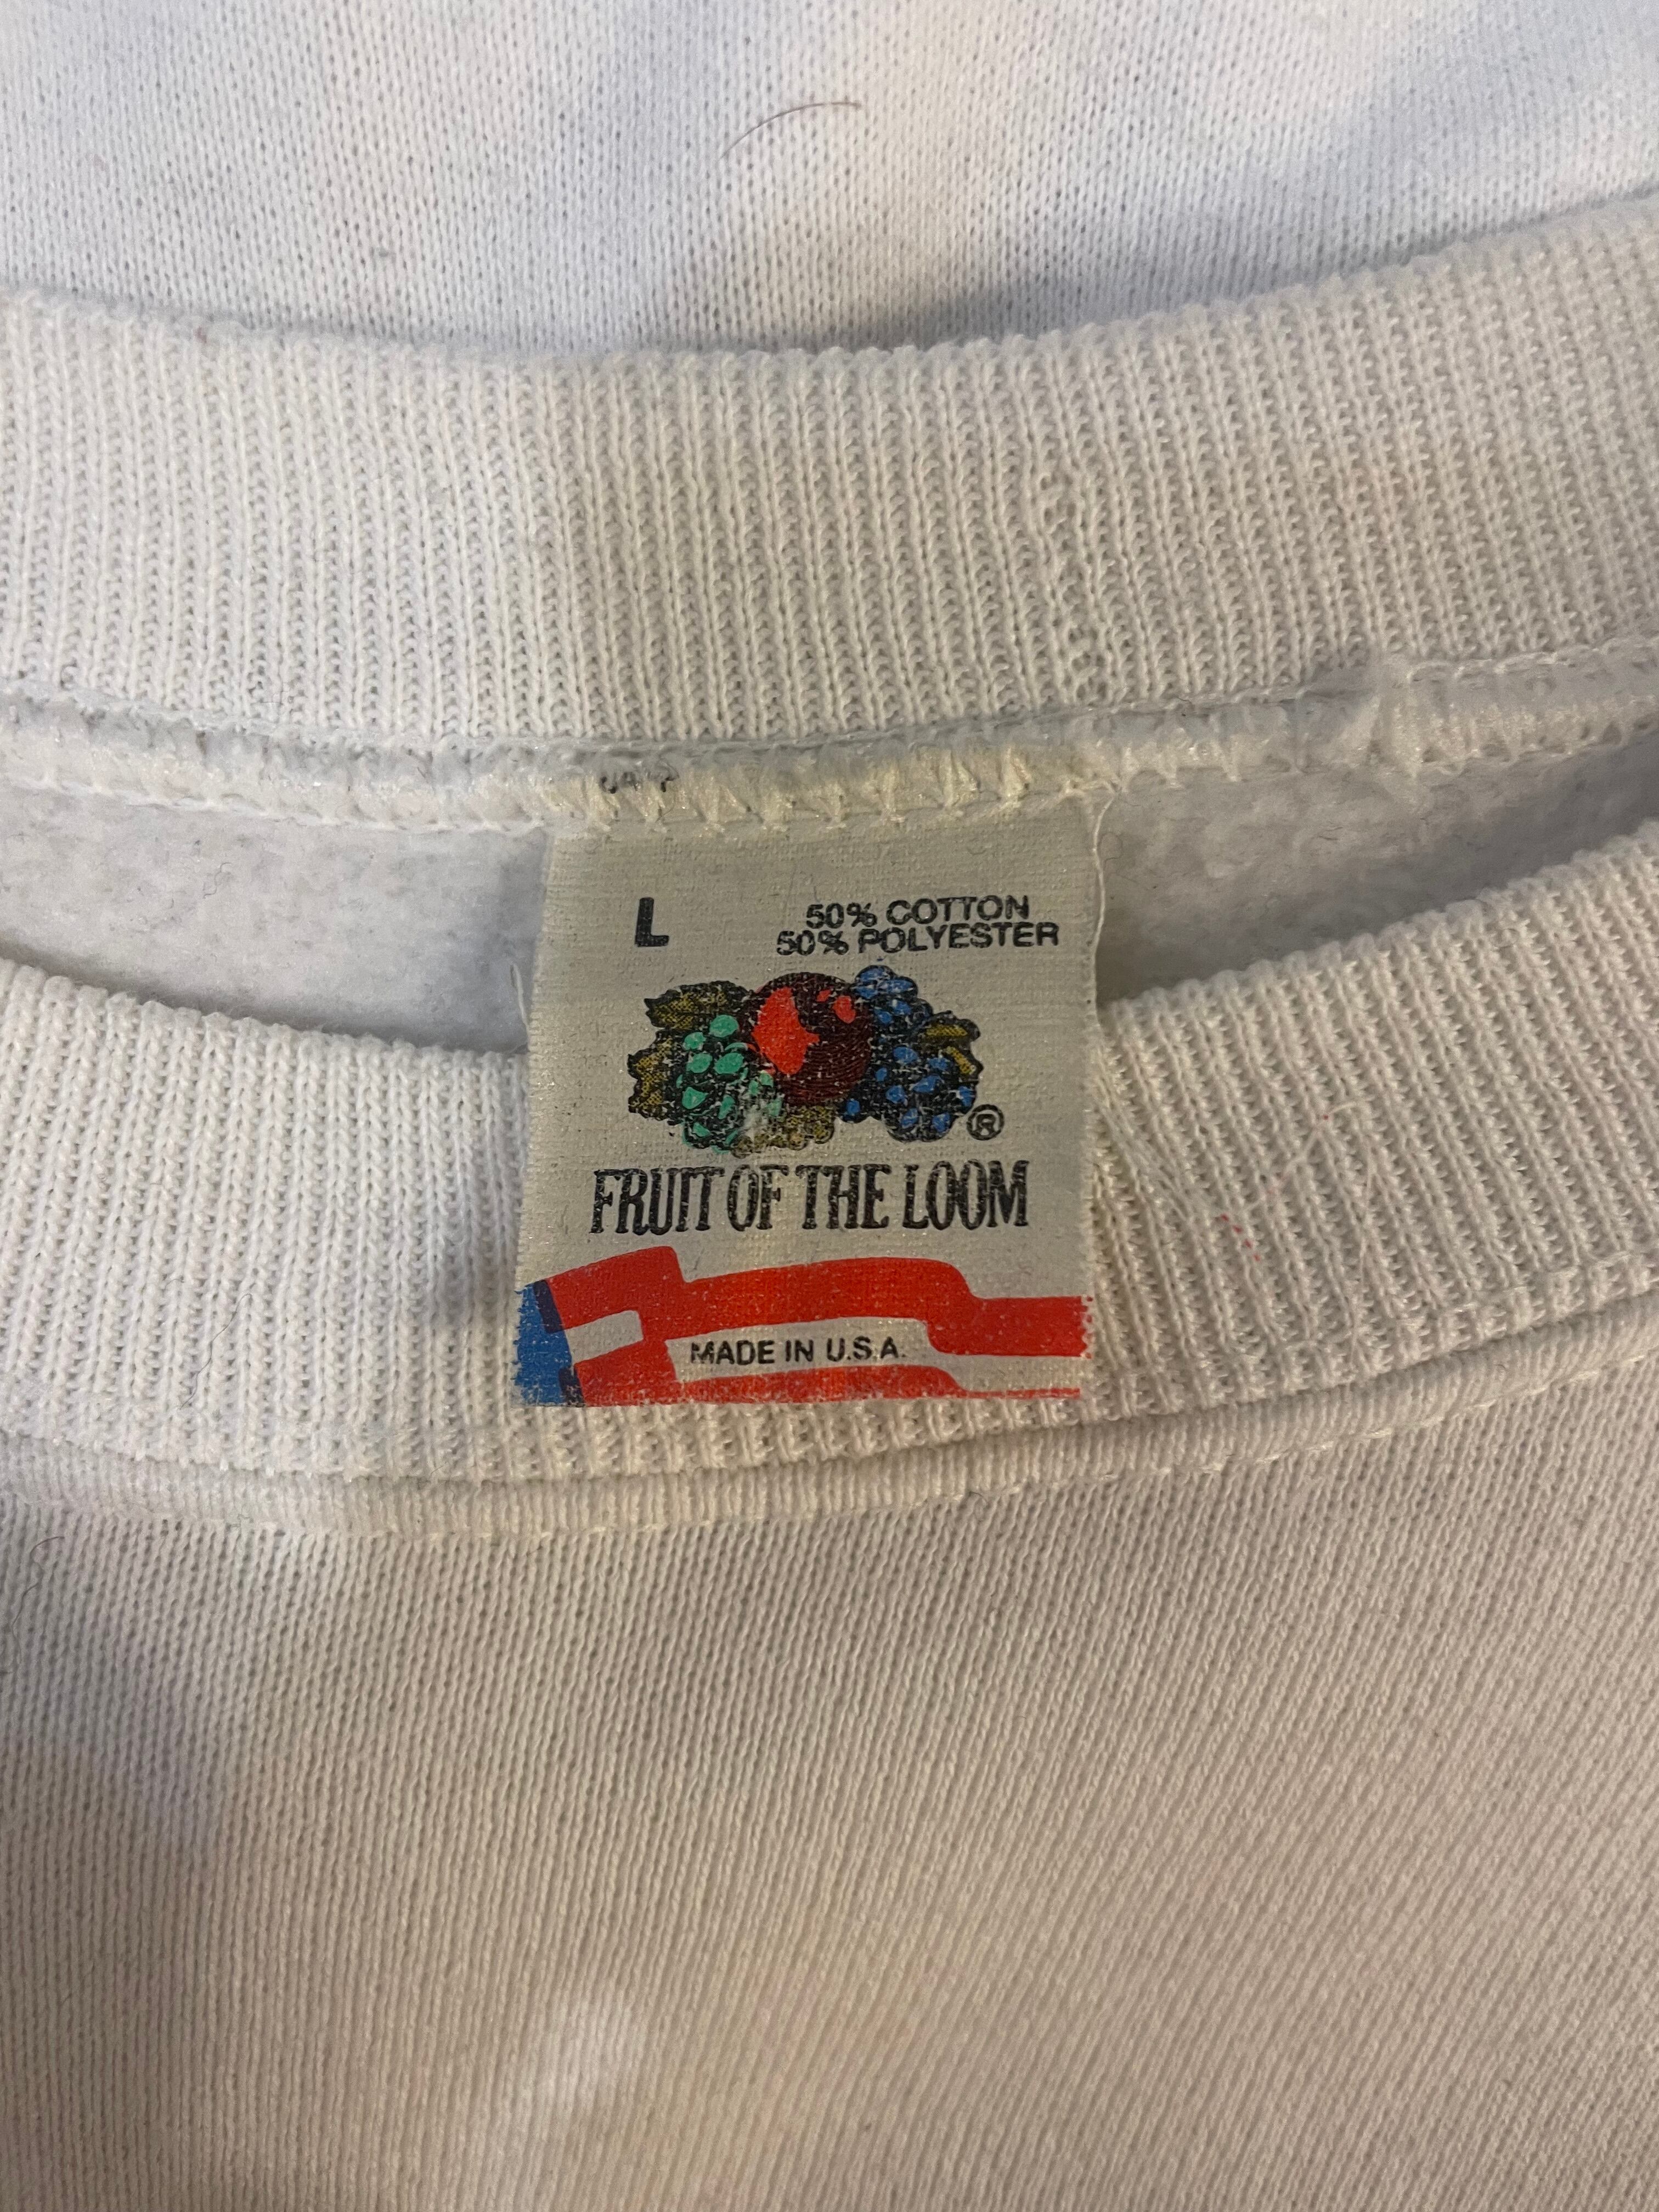 L
50% COTTON
50% POLYESTER
®
FRUIT OF THE LOOM
MADE IN U.S.A.